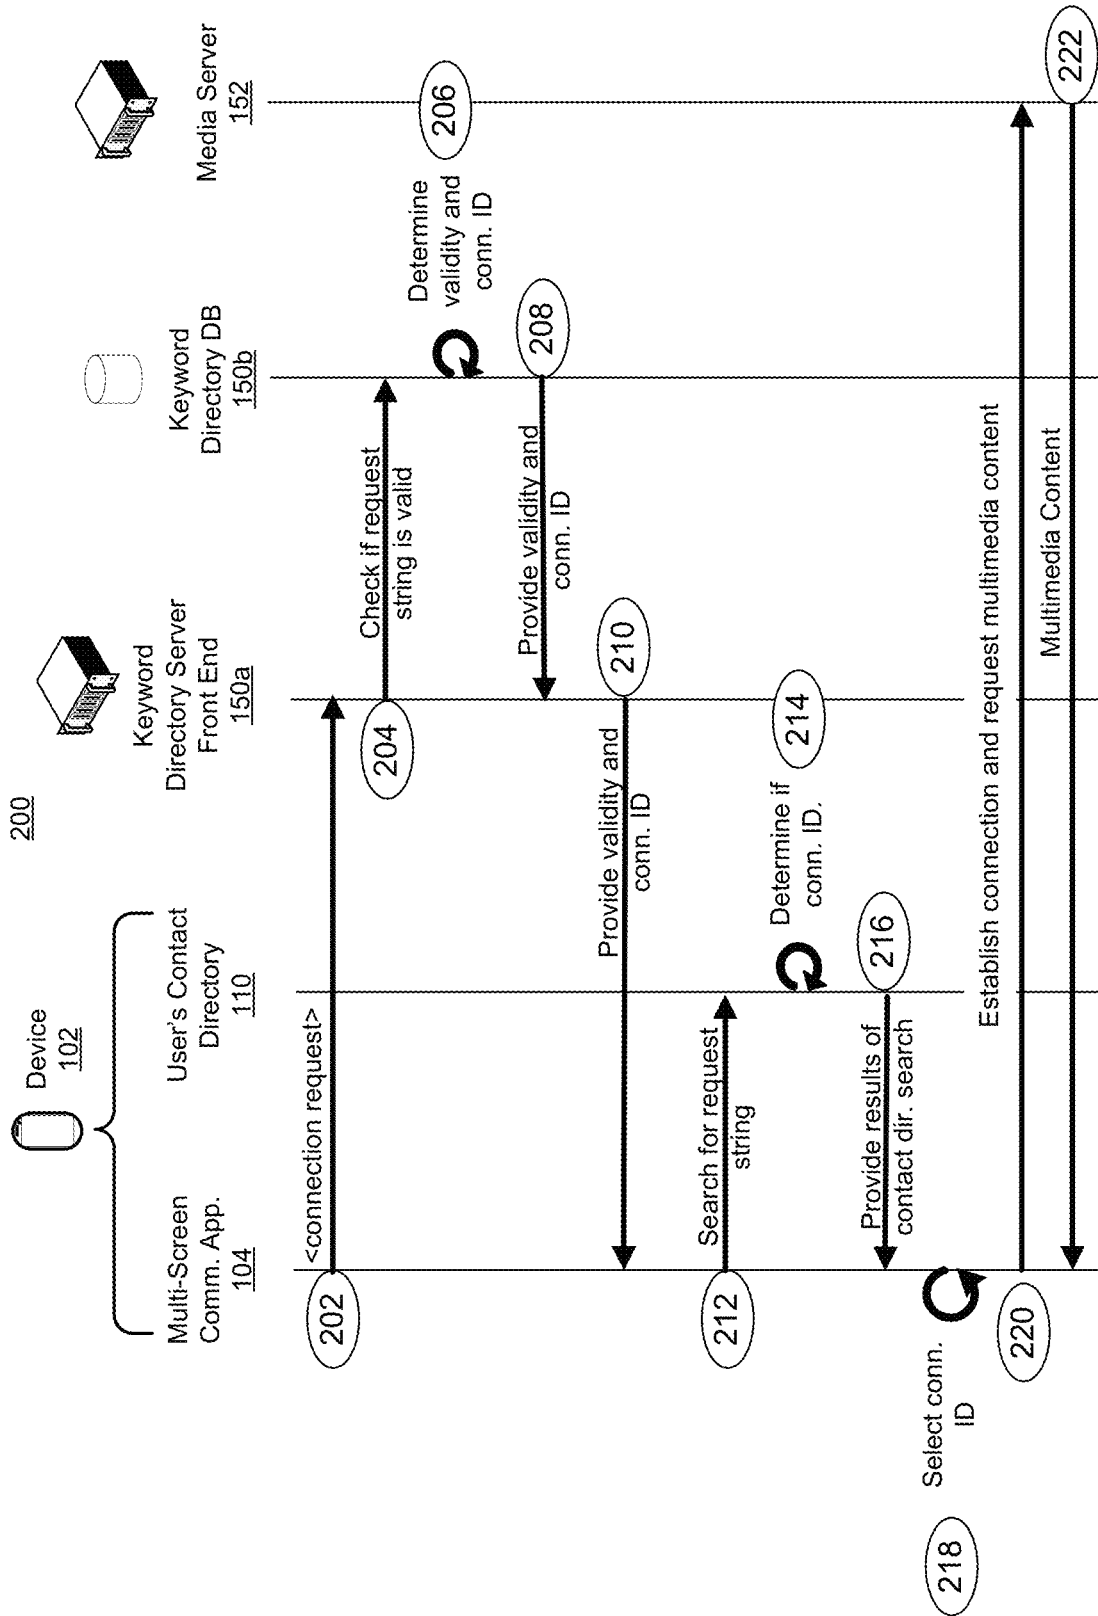 200
Device
102
Multi-Screen
Comm. App.
104
User's Contact
Directory
110
Keyword
Directory Server
Front End
150a
Keyword
Directory DB
150b
Media Server
152
<connection request>
202
Check if request
string is valid
204
Determine
validity and
conn. ID
206
Provide validity and
conn. ID
208
Provide validity and
conn. ID
210
Search for request
string
212
Determine if
conn. ID.
214
Provide results of
contact dir. search
216
Select conn.
ID
218
Establish connection and request multimedia content
220
Multimedia Content
222